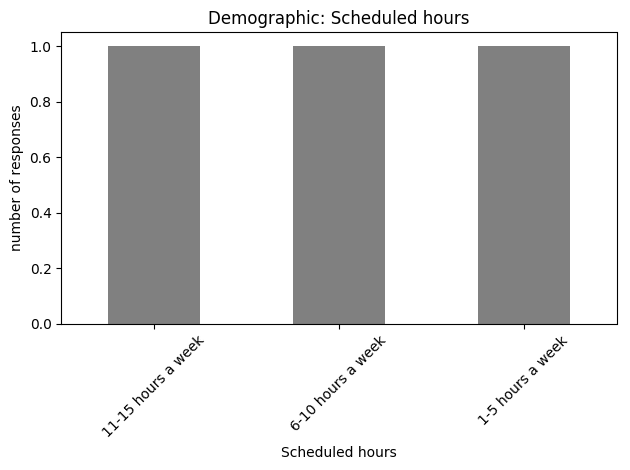 Demographic: Scheduled hours
number of responses
1.0
0.8
0.6
0.4
0.2
0.0
11-15 hours a week
6-10 hours a week
1-5 hours a week
Scheduled hours